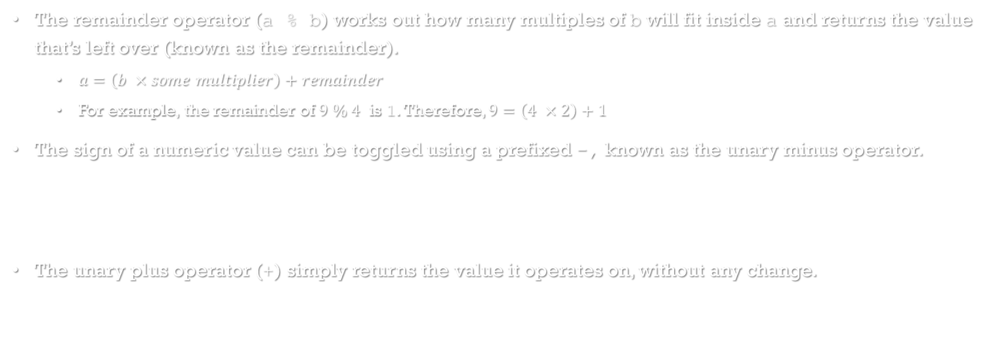 • The remainder operator (a % b) works out how many multiples of b will fit inside a and returns the value
that’s left over (known as the remainder).
• a = (b × some multiplier) + remainder
• For example, the remainder of 9 % 4 is 1. Therefore, 9 = (4 × 2) + 1
• The sign of a numeric value can be toggled using a prefixed -, known as the unary minus operator.
• The unary plus operator (+) simply returns the value it operates on, without any change.